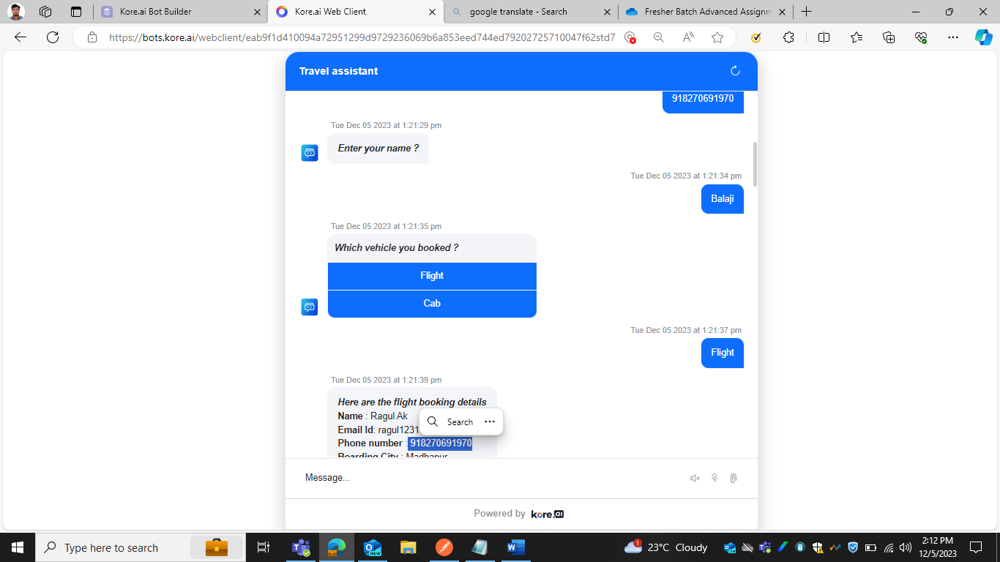 Kore.ai Bot Builder
Kore.ai Web Client
google translate - Search
Fresher Batch Advanced Assignm
https://bots.kore.ai/webclient/eab9f1d410094a72951299d9729236069b6a853eed744ed79202725710047f62std7
Travel assistant
918270691970
Tue Dec 05 2023 at 1:21:29 pm
Enter your name ?
Tue Dec 05 2023 at 1:21:34 pm
Balaji
Tue Dec 05 2023 at 1:21:35 pm
Which vehicle you booked ?
Flight
Cab
Tue Dec 05 2023 at 1:21:37 pm
Flight
Tue Dec 05 2023 at 1:21:39 pm
Here are the flight booking details
Name : Ragul Ak
Email Id: ragul1231
Search
Phone number : 918270691970
Boarding City : Madhapur
Message...
Powered by kore.ai
Type here to search
NEW
1
23°C Cloudy
2:12 PM
12/5/2023